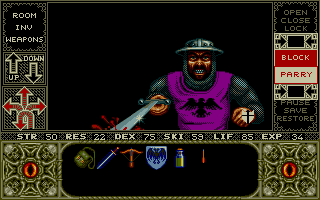 ROOM
INV
WEAPONS
UP DOWN
OPEN
CLOSE
LOCK
BLOCK
PARRY
PAUSE
SAVE
RESTORE
STR 50 RES 22 DEX 75 SKI 59 LIF 85 EXP 34